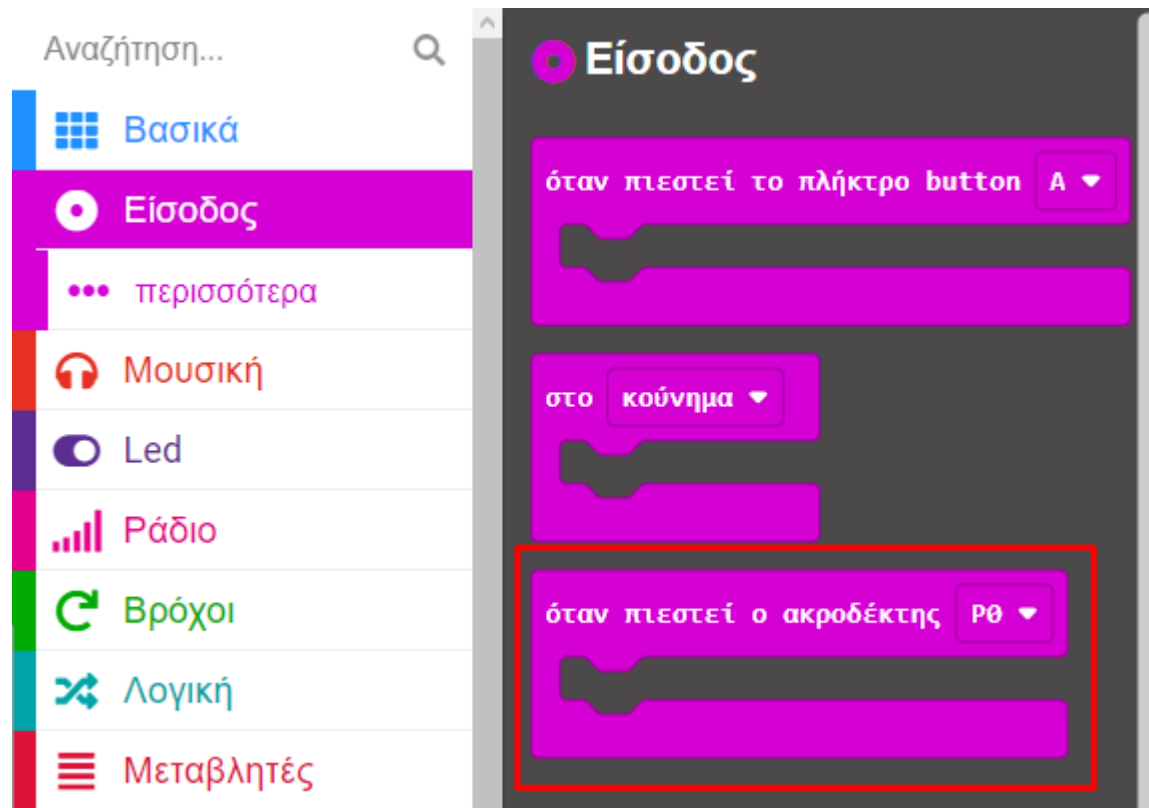 Αναζήτηση...
Βασικά
Είσοδος
περισσότερα
Μουσική
Led
Ράδιο
Βρόχοι
Λογική
Μεταβλητές
Είσοδος
όταν πιεστεί το πλήκτρο button A
στο κούνημα
όταν πιεστεί ο ακροδέκτης P0